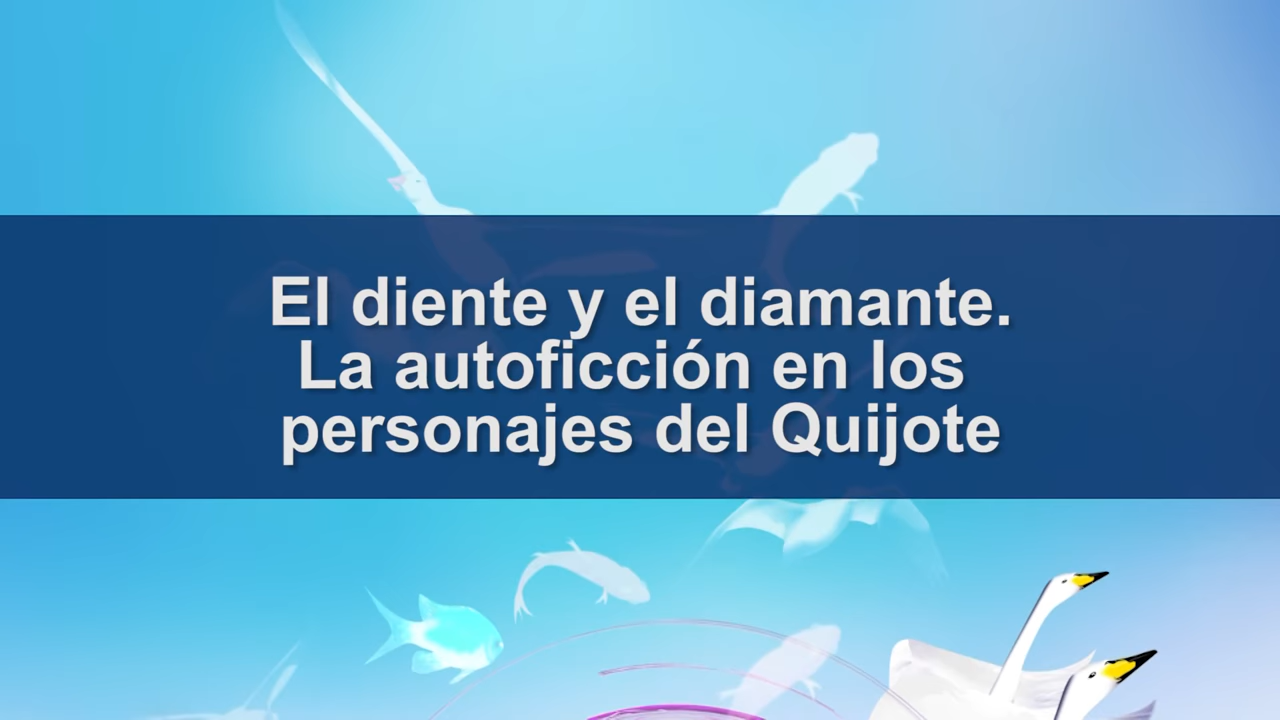 El diente y el diamante.
La autoficción en los
personajes del Quijote